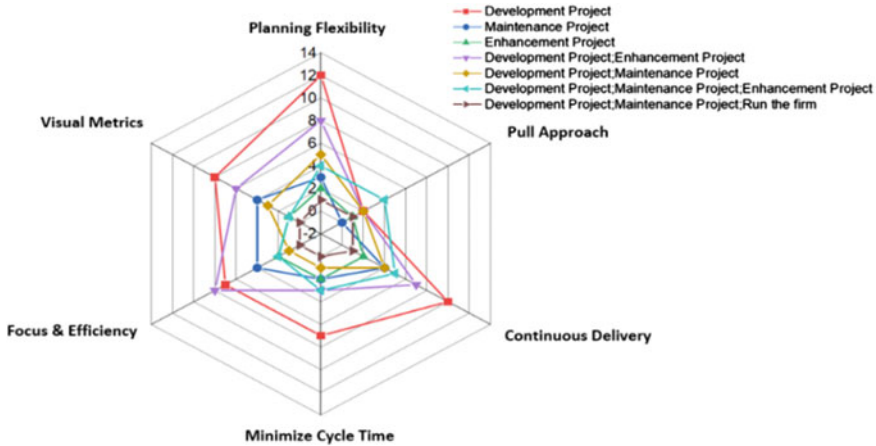 Planning Flexibility
14
12
10
8
6
4
2
0
-2
Visual Metrics
Focus & Efficiency
Minimize Cycle Time
Continuous Delivery
Pull Approach
Development Project
Maintenance Project
Enhancement Project
Development Project;Enhancement Project
Development Project;Maintenance Project
Development Project;Maintenance Project;Enhancement Project
Development Project;Maintenance Project;Run the firm